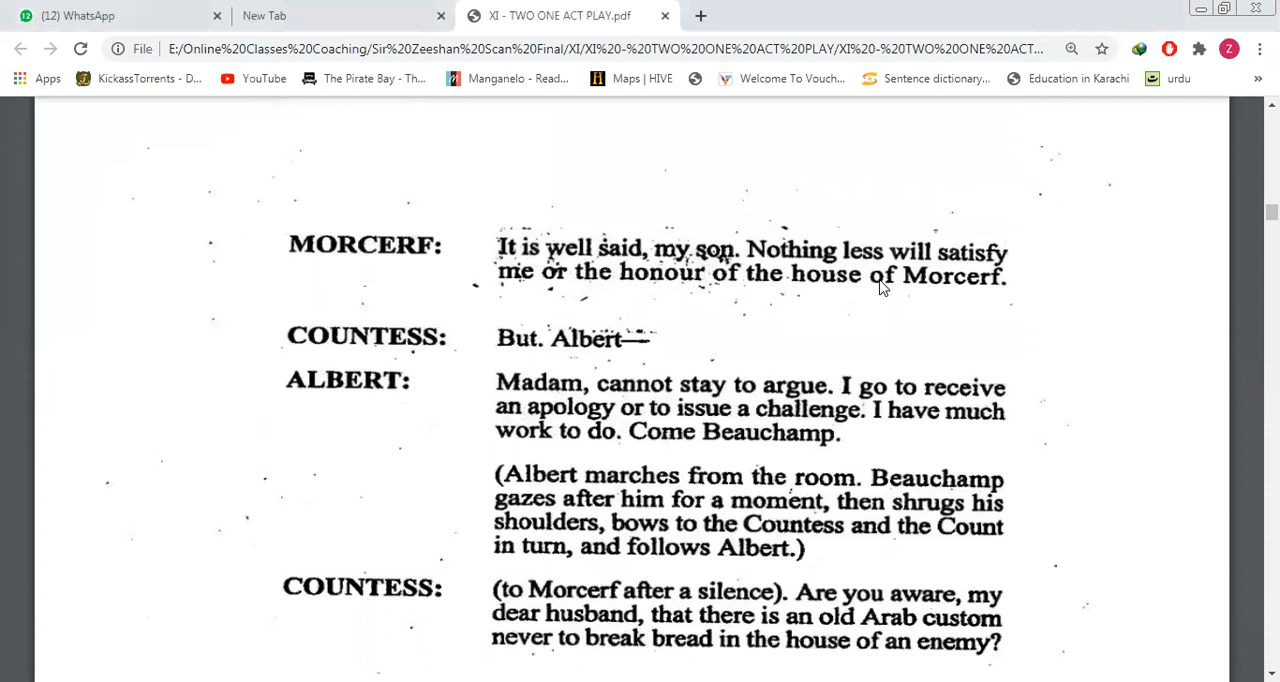 (12) WhatsApp
New Tab
XI - TWO ONE ACT PLAY.pdf
File
E:/Online%20Classes%20Coaching/Sir%20Zeeshan%20Scan%20Final/XI/XI%20-%20TWO%20ONE%20ACT%20PLAY/XI%20-%20TWO%20ONE%20ACT...
Z
Apps
KickassTorrents - D...
YouTube
The Pirate Bay - Th...
Manganelo - Read...
Maps | HIVE
Welcome To Vouch...
Sentence dictionary...
Education in Karachi
urdu
»
MORCERF: It is well said, my son. Nothing less will satisfy
me or the honour of the house of Morcerf.
COUNTESS: But. Albert—
ALBERT: Madam, cannot stay to argue. I go to receive
an apology or to issue a challenge. I have much
work to do. Come Beauchamp.
(Albert marches from the room. Beauchamp
gazes after him for a moment, then shrugs his
shoulders, bows to the Countess and the Count
in turn, and follows Albert.)
COUNTESS: (to Morcerf after a silence). Are you aware, my
dear husband, that there is an old Arab custom
never to break bread in the house of an enemy?